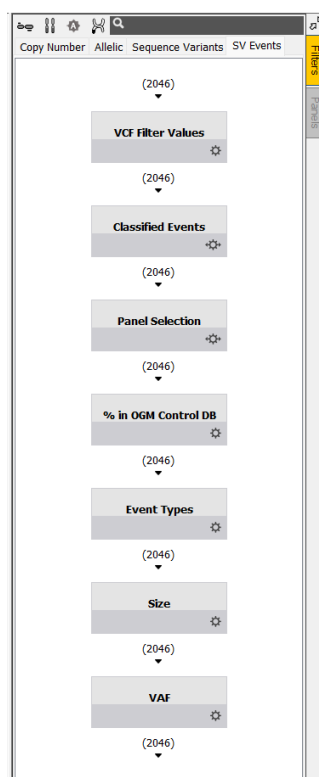 Copy Number Allelic Sequence Variants SV Events
Filters
Panels
(2046)
VCF Filter Values
(2046)
Classified Events
(2046)
Panel Selection
(2046)
% in OGM Control DB
(2046)
Event Types
(2046)
Size
(2046)
VAF
(2046)